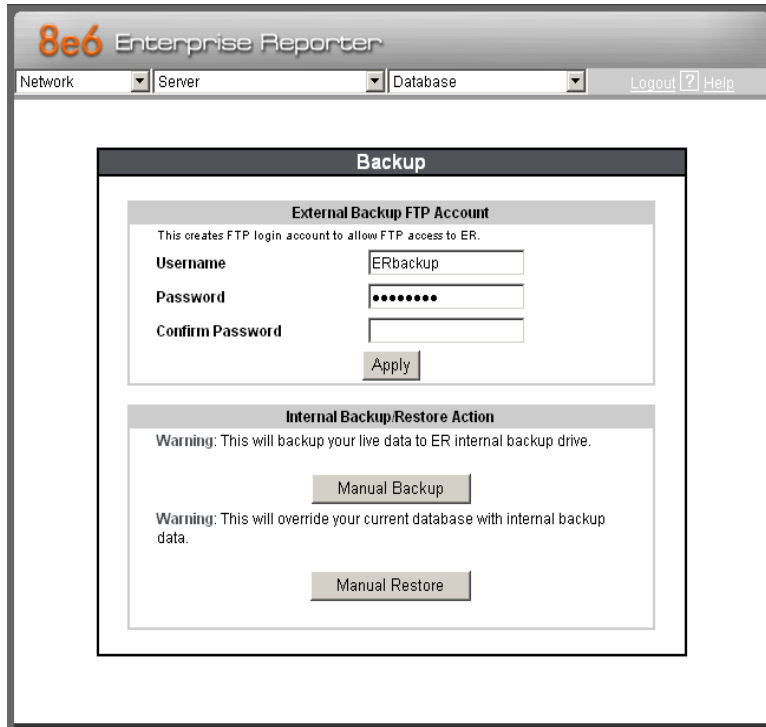 8e6 Enterprise Reporter
Network Server Database Logout ? Help
Backup
External Backup FTP Account
This creates FTP login account to allow FTP access to ER.
Username ERbackup
Password ••••••••
Confirm Password
Apply
Internal Backup/Restore Action
Warning: This will backup your live data to ER internal backup drive.
Manual Backup
Warning: This will override your current database with internal backup
data.
Manual Restore